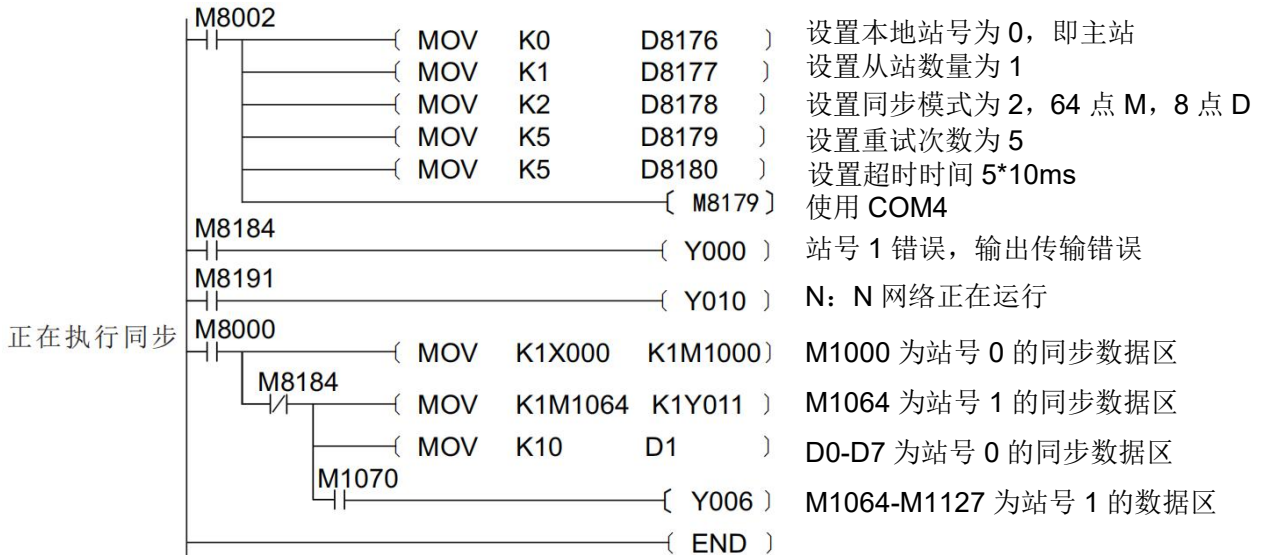 M8002
MOV K0 D8176 设置本地站号为 0，即主站
MOV K1 D8177 设置从站数量为 1
MOV K2 D8178 设置同步模式为 2，64 点 M，8 点 D
MOV K5 D8179 设置重试次数为 5
MOV K5 D8180 设置超时时间 5*10ms
M8179 使用 COM4
M8184
Y000 站号 1 错误，输出传输错误
M8191
Y010 N：N 网络正在运行
正在执行同步
M8000
MOV K1X000 K1M1000 M1000 为站号 0 的同步数据区
M8184
MOV K1M1064 K1Y011 M1064 为站号 1 的同步数据区
MOV K10 D1 D0-D7 为站号 0 的同步数据区
M1070
Y006 M1064-M1127 为站号 1 的数据区
END